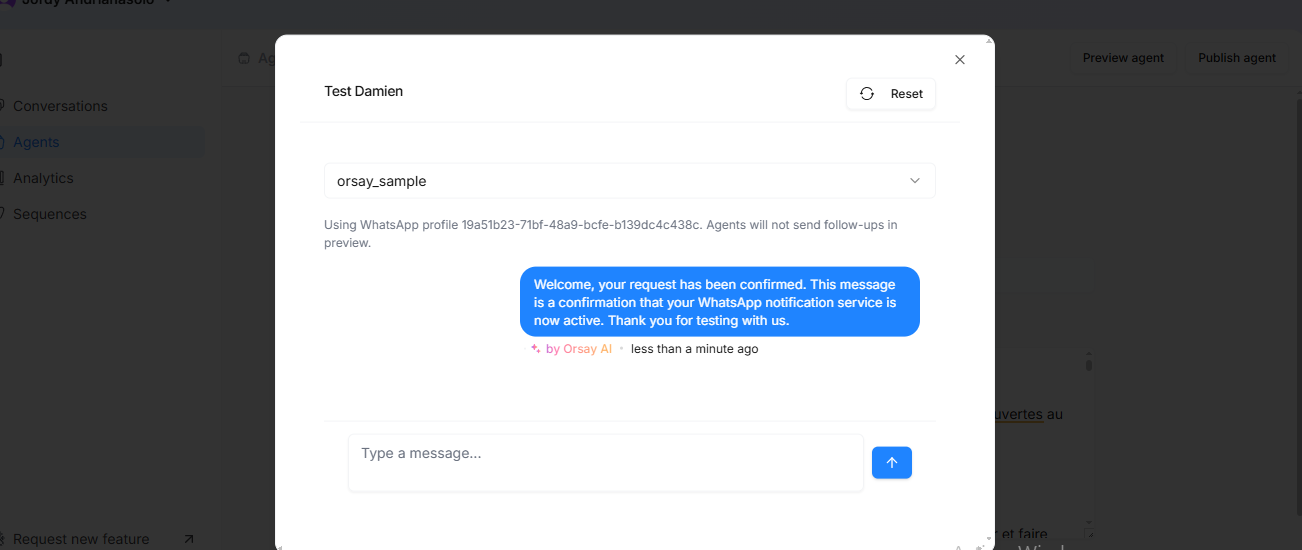 Jordy Andrianasolo
Preview agent
Publish agent
Conversations
Agents
Analytics
Sequences
Request new feature
Test Damien
Reset
orsay_sample
Using WhatsApp profile 19a51b23-71bf-48a9-bcfe-b139dc4c438c. Agents will not send follow-ups in
preview.
Welcome, your request has been confirmed. This message
is a confirmation that your WhatsApp notification service is
now active. Thank you for testing with us.
by Orsay AI • less than a minute ago
Type a message...
uvertes au
et faire